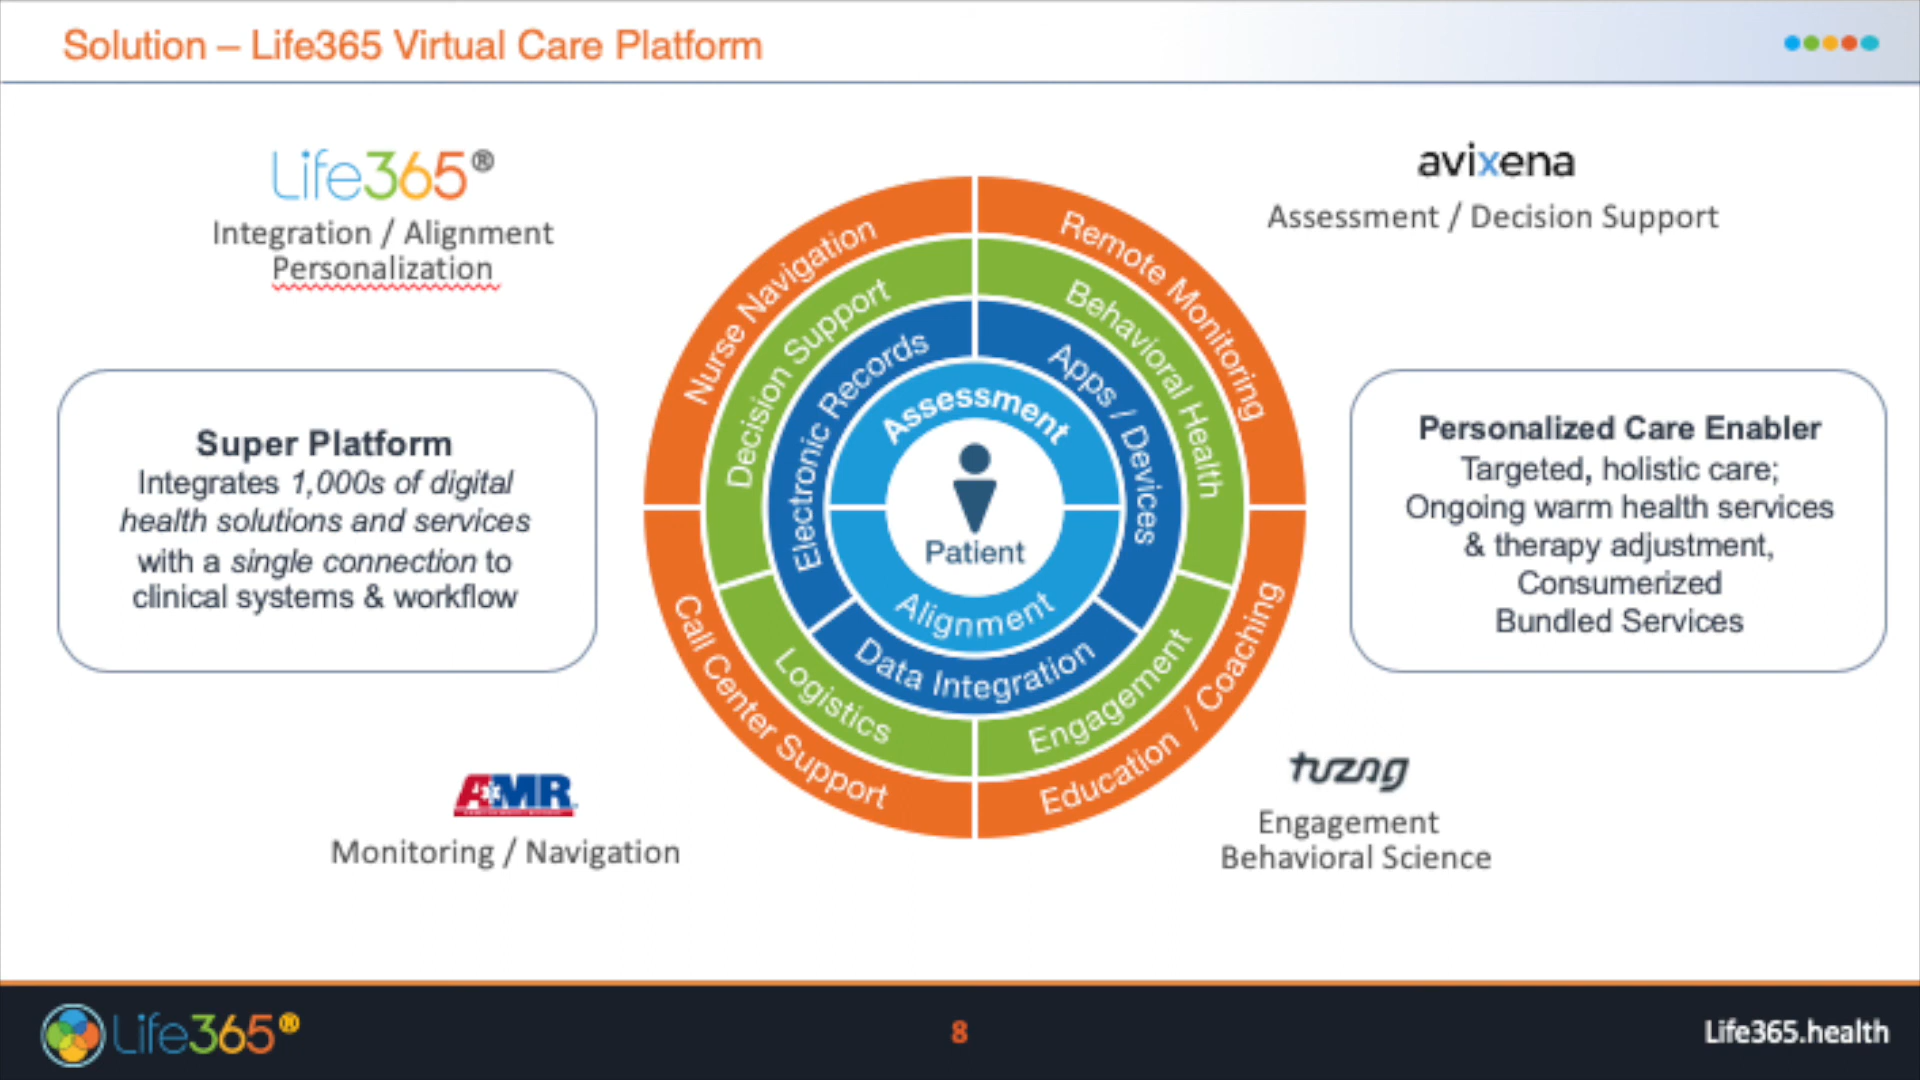 Solution – Life365 Virtual Care Platform
Life365®
Integration / Alignment
Personalization
avixena
Assessment / Decision Support
Super Platform
Integrates 1,000s of digital
health solutions and services
with a single connection to
clinical systems & workflow
Nurse Navigation
Remote Monitoring
Decision Support
Behavioral Health
Electronic Records
Apps / Devices
Assessment
Patient
Alignment
Data Integration
Logistics
Engagement
Call Center Support
Education / Coaching
Personalized Care Enabler
Targeted, holistic care;
Ongoing warm health services
& therapy adjustment,
Consumerized
Bundled Services
AMR
Monitoring / Navigation
tuzag
Engagement
Behavioral Science
Life365®
8
Life365.health